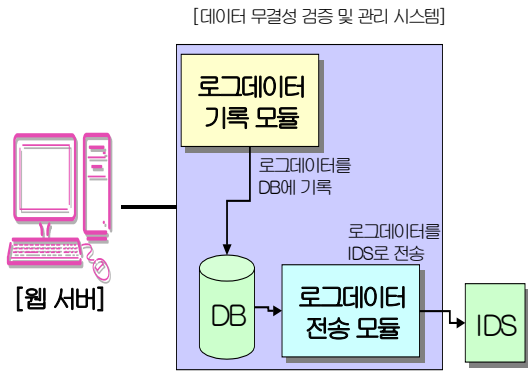 [데이터 무결성 검증 및 관리 시스템]
로그데이터
기록 모듈
로그데이터를
DB에 기록
로그데이터를
IDS로 전송
[웹 서버]
DB
로그데이터
전송 모듈
IDS